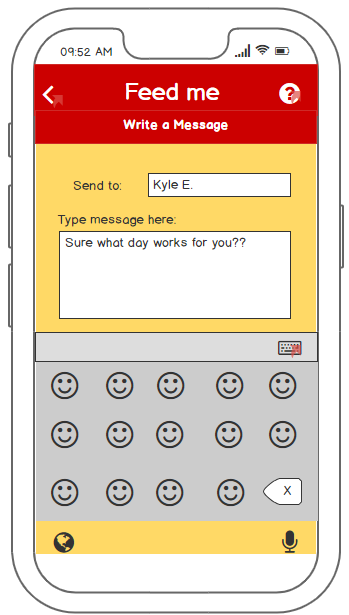 09:52 AM
Feed me
?
Write a Message
Send to:
Kyle E.
Type message here:
Sure what day works for you??
X